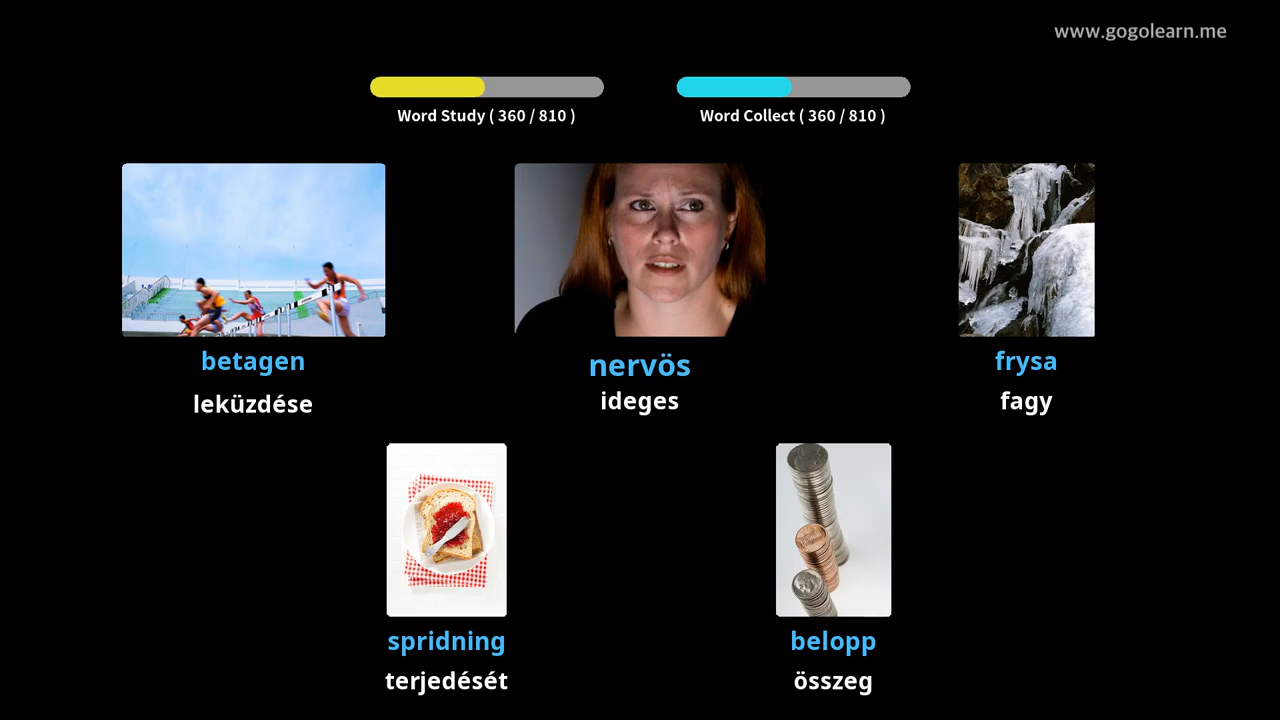 www.gogolearn.me
Word Study ( 360 / 810 )
Word Collect ( 360 / 810 )
betagen
leküzdése
nervös
ideges
frysa
fagy
spridning
terjedését
belopp
összeg